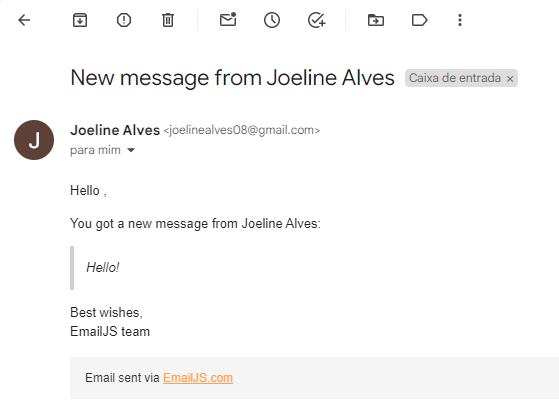 New message from Joeline Alves Caixa de entrada ×
J
Joeline Alves <joelinealves08@gmail.com>
para mim
Hello ,
You got a new message from Joeline Alves:
Hello!
Best wishes,
EmailJS team
Email sent via EmailJS.com